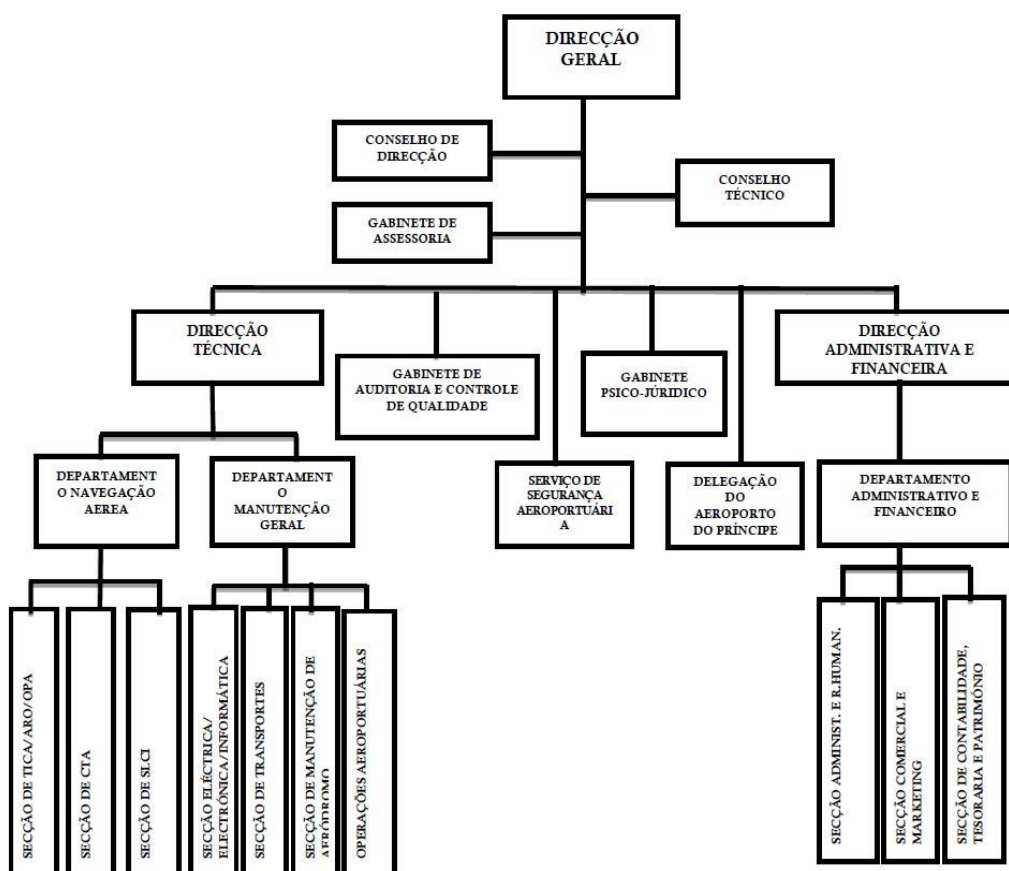 DIRECÇÃO
GERAL
CONSELHO DE
DIRECÇÃO
CONSELHO
TÉCNICO
GABINETE DE
ASSESSORIA
DIRECÇÃO
TÉCNICA
GABINETE DE
AUDITORIA E CONTROLE
DE QUALIDADE
GABINETE
PSICO-JÚRIDICO
DIRECÇÃO
ADMINISTRATIVA E
FINANCEIRA
DEPARTAMENT
O NAVEGAÇÃO
AEREA
DEPARTAMENT
O
MANUTENÇÃO
GERAL
SERVIÇO DE
SEGURANÇA
AEROPORTUÁRI
A
DELEGAÇÃO
DO
AEROPORTO
DO PRÍNCIPE
DEPARTAMENTO
ADMINISTRATIVO E
FINANCEIRO
SECÇÃO DE TICA/ARO/OPA
SECÇÃO DE CTA
SECÇÃO DE SLCI
SECÇÃO ELÉCTRICA/
ELECTRÓNICA/INFORMÁTICA
SECÇÃO DE TRANSPORTES
SECÇÃO DE MANUTENÇÃO DE
AERÓDROMO
OPERAÇÕES AEROPORTUÁRIAS
SECÇÃO ADMINIST. E R.HUMAN.
SECÇÃO COMERCIAL E
MARKETING
SECÇÃO DE CONTABILIDADE,
TESORARIA E PATRIMÓNIO